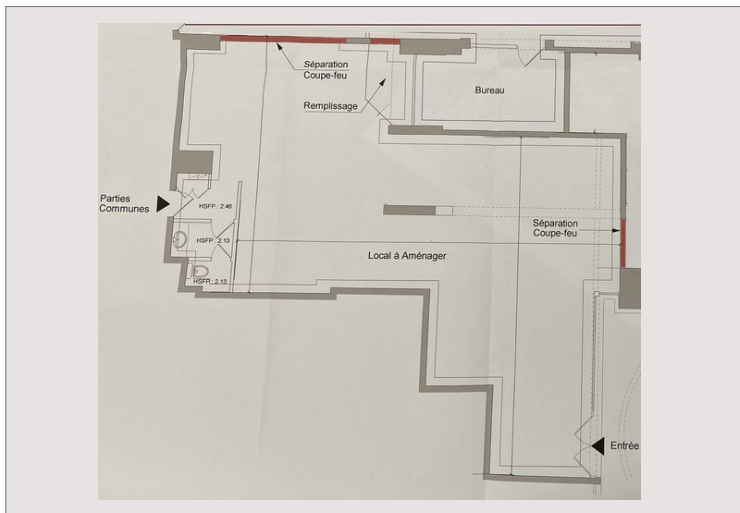 Séparation
Coupe-feu
Remplissage
Bureau
Parties
Communes
HSFP : 2.46
HSFP : 2.13
HSFP : 2.13
Séparation
Coupe-feu
Local à Aménager
Entrée